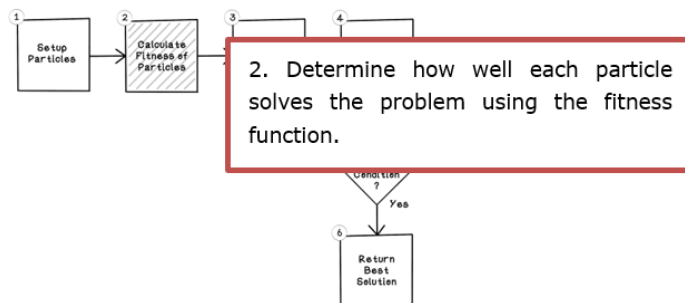 1
Setup
Particles
2
Calculate
Fitness of
Particles
3
4
2. Determine how well each particle
solves the problem using the fitness
function.
Condition
?
Yes
6
Return
Best
Solution